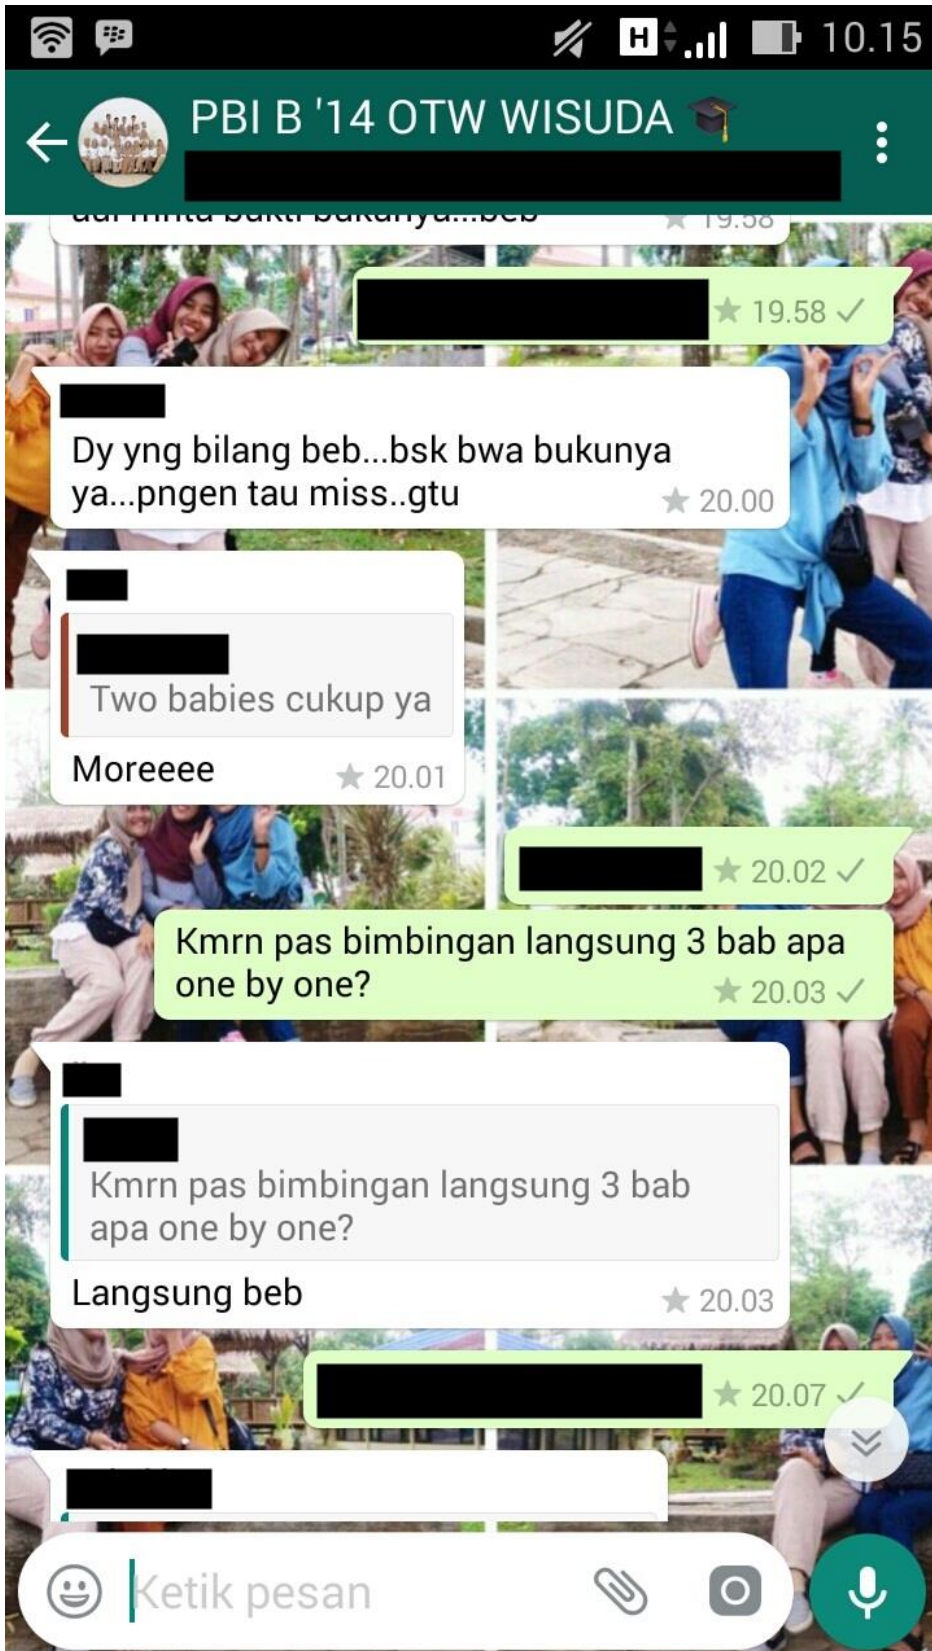 H 10.15
PBI B '14 OTW WISUDA
19.58
19.58
Dy yng bilang beb...bsk bwa bukunya
ya...pngen tau miss..gtu
20.00
Two babies cukup ya
Moreeee
20.01
20.02
Kmrn pas bimbingan langsung 3 bab apa
one by one?
20.03
Kmrn pas bimbingan langsung 3 bab
apa one by one?
Langsung beb
20.03
20.07
Ketik pesan